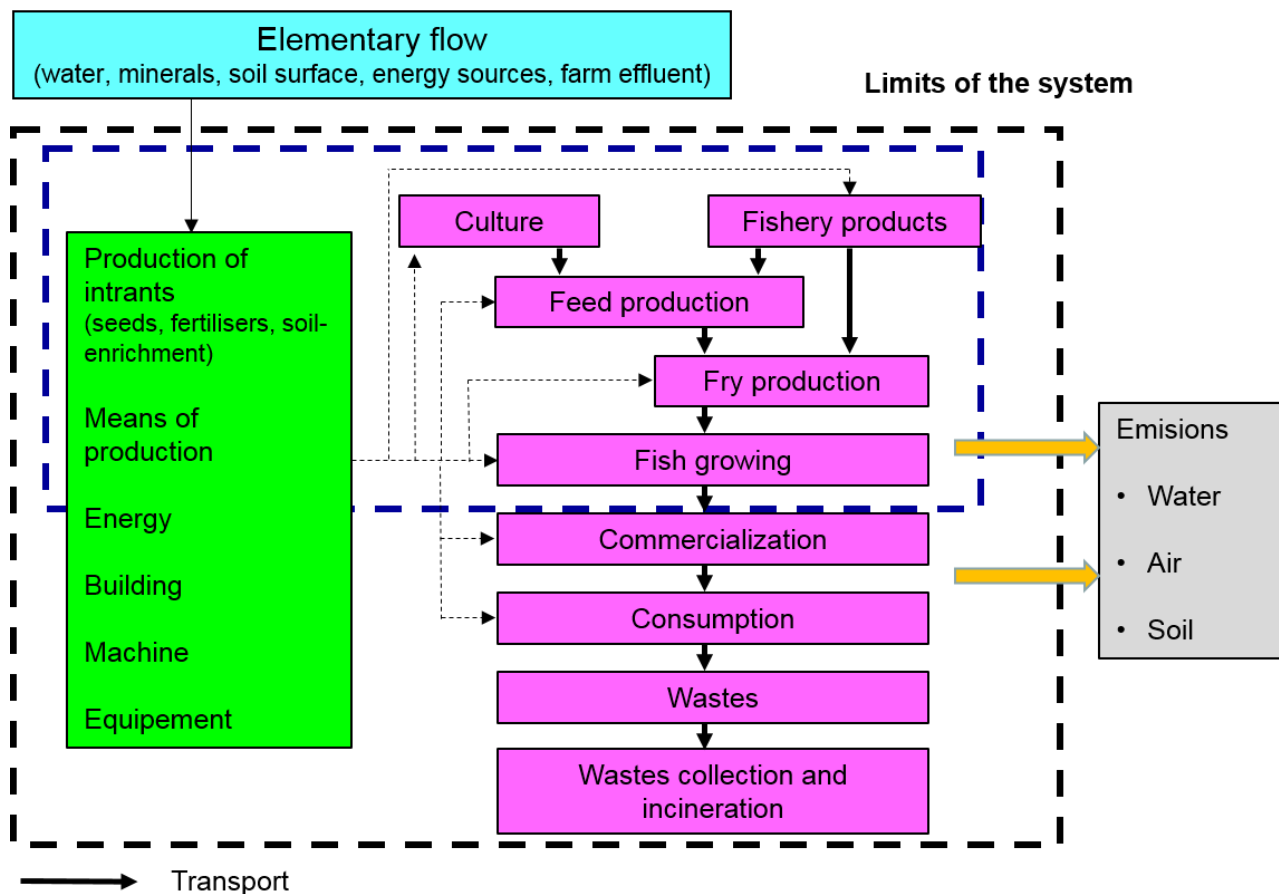 Elementary flow
(water, minerals, soil surface, energy sources, farm effluent)
Limits of the system
Culture
Fishery products
Production of
intrants
(seeds, fertilisers, soil-
enrichment)
Means of
production
Energy
Building
Machine
Equipement
Feed production
Fry production
Fish growing
Commercialization
Consumption
Wastes
Wastes collection and
incineration
Emisions
• Water
• Air
• Soil
Transport